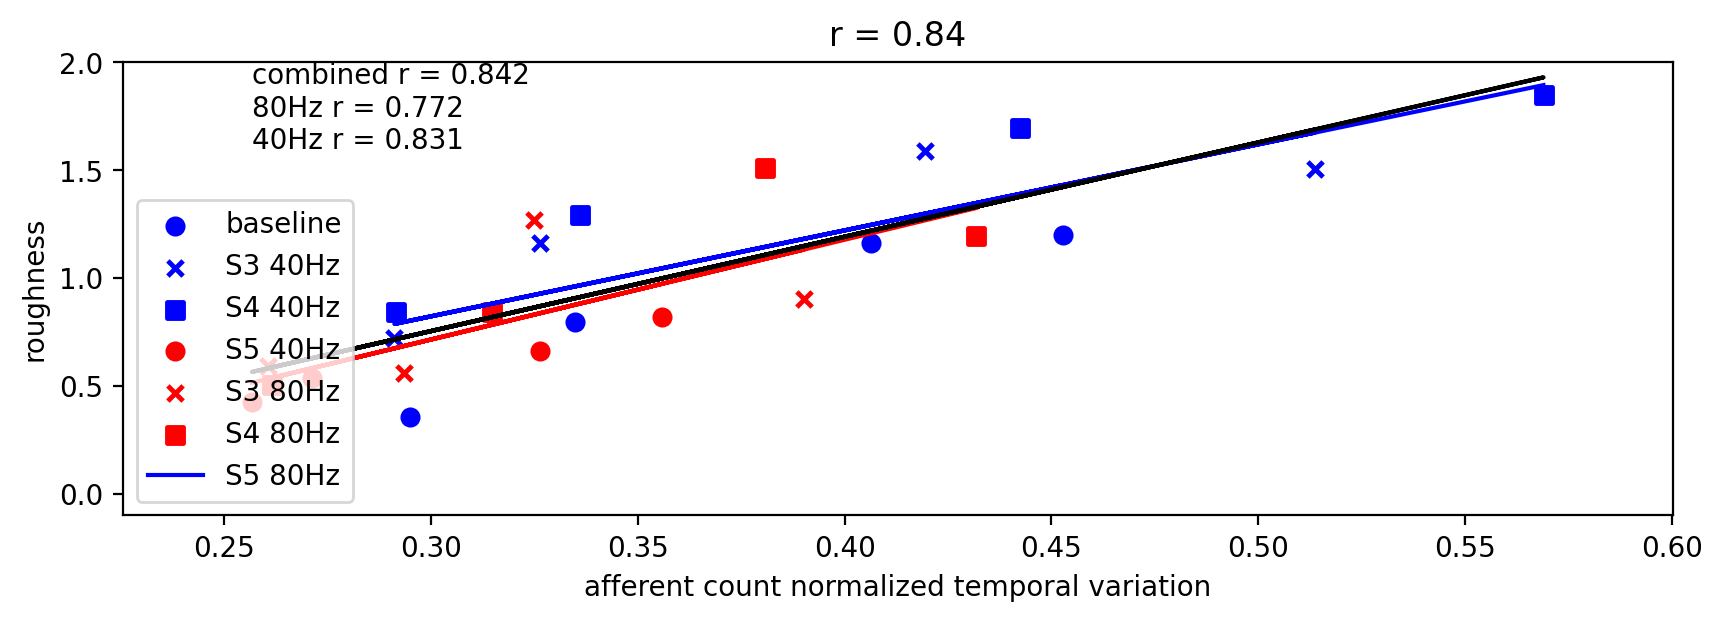 r = 0.84
combined r = 0.842
80Hz r = 0.772
40Hz r = 0.831
2.0
1.5
1.0
0.5
0.0
roughness
baseline
S3 40Hz
S4 40Hz
S5 40Hz
S3 80Hz
S4 80Hz
S5 80Hz
0.25 0.30 0.35 0.40 0.45 0.50 0.55 0.60
afferent count normalized temporal variation